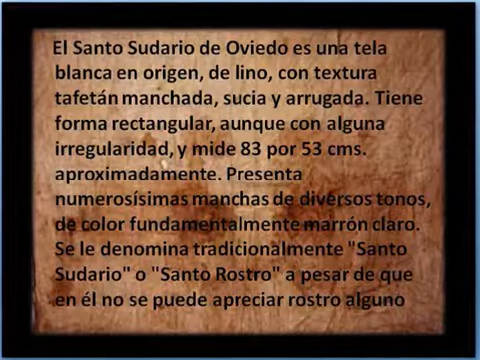 El Santo Sudario de Oviedo es una tela
blanca en origen, de lino, con textura
tafetán manchada, sucia y arrugada. Tiene
forma rectangular, aunque con alguna
irregularidad, y mide 83 por 53 cms.
aproximadamente. Presenta
numerosísimas manchas de diversos tonos,
de color fundamentalmente marrón claro.
Se le denomina tradicionalmente "Santo
Sudario" o "Santo Rostro" a pesar de que
en él no se puede apreciar rostro alguno